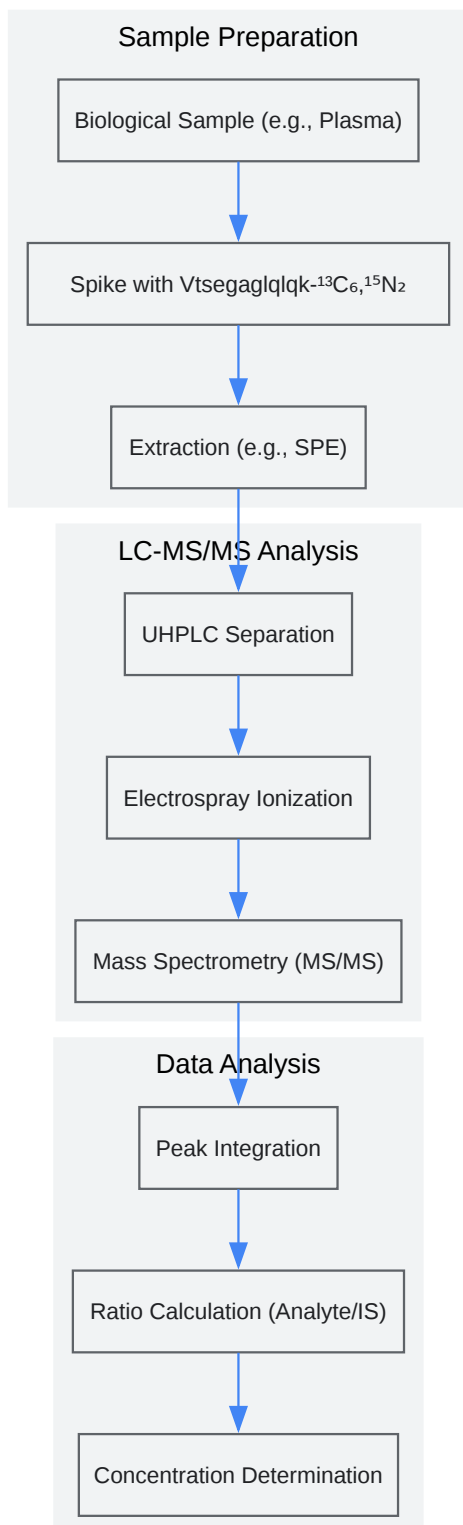 Sample Preparation
Biological Sample (e.g., Plasma)
Spike with Vtsegaglqlqk-¹³C₆,¹⁵N₂
Extraction (e.g., SPE)
LC-MS/MS Analysis
UHPLC Separation
Electrospray Ionization
Mass Spectrometry (MS/MS)
Data Analysis
Peak Integration
Ratio Calculation (Analyte/IS)
Concentration Determination